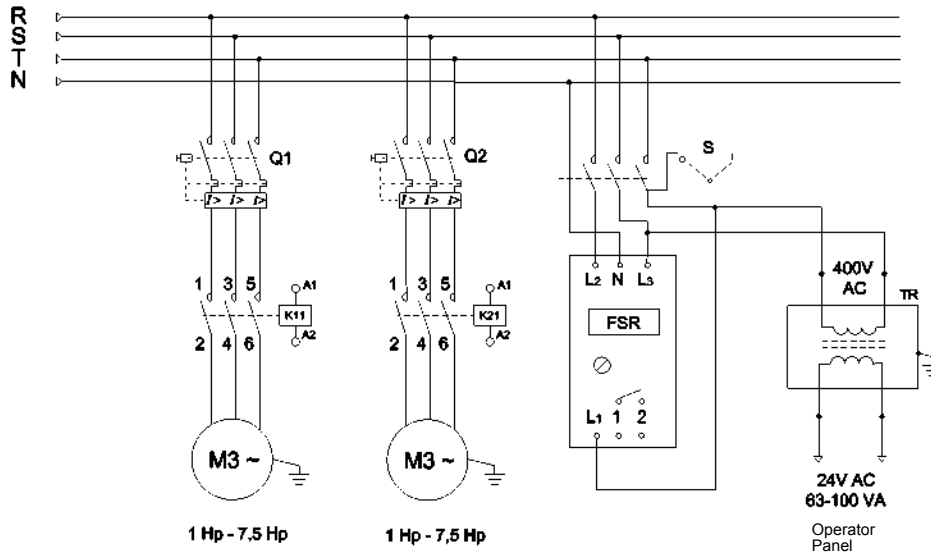 R
S
T
N
Q1
I> I> I>
1 3 5
A1
K11
A2
2 4 6
M3 ~
1 Hp - 7,5 Hp
Q2
I> I> I>
1 3 5
A1
K21
A2
2 4 6
M3 ~
1 Hp - 7,5 Hp
S
L2 N L3
FSR
L1 1 2
400V
AC
TR
24V AC
63-100 VA
Operator
Panel